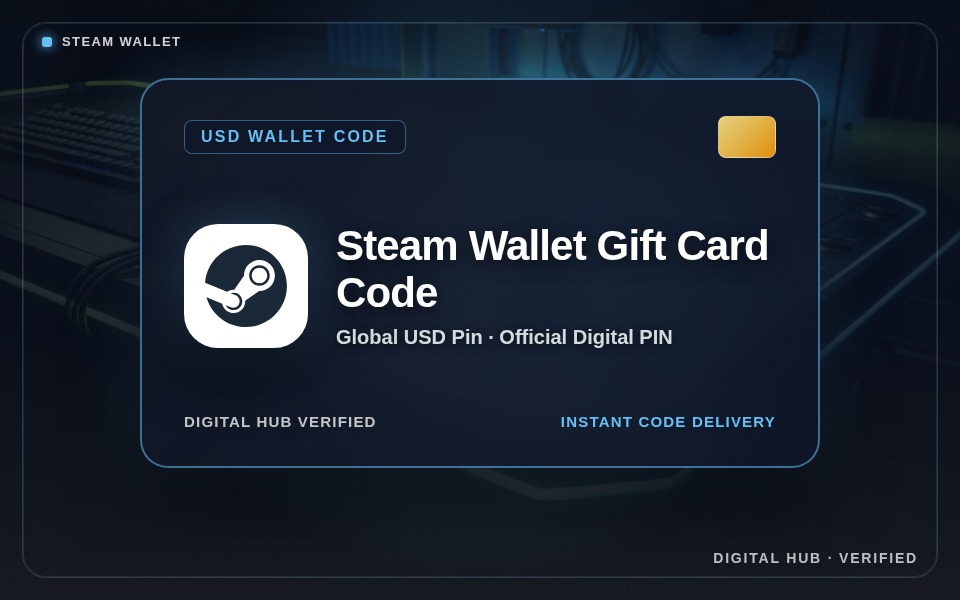 STEAM WALLET
USD WALLET CODE
Steam Wallet Gift Card
Code
Global USD Pin · Official Digital PIN
DIGITAL HUB VERIFIED
INSTANT CODE DELIVERY
DIGITAL HUB · VERIFIED